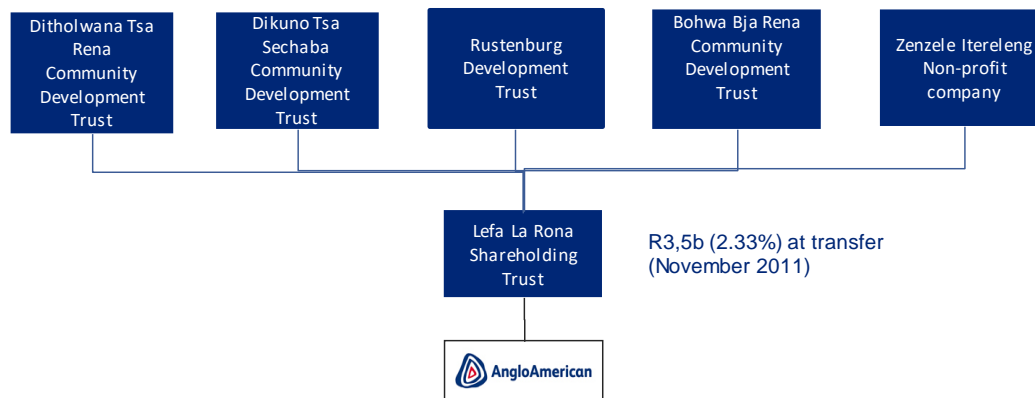 Ditholwana Tsa
Rena
Community
Development
Trust
Dikuno Tsa
Sechaba
Community
Development
Trust
Rustenburg
Development
Trust
Bohwa Bja Rena
Community
Development
Trust
Zenzele Itereleng
Non-profit
company
Lefa La Rona
Shareholding
Trust
R3,5b (2.33%) at transfer
(November 2011)
AngloAmerican